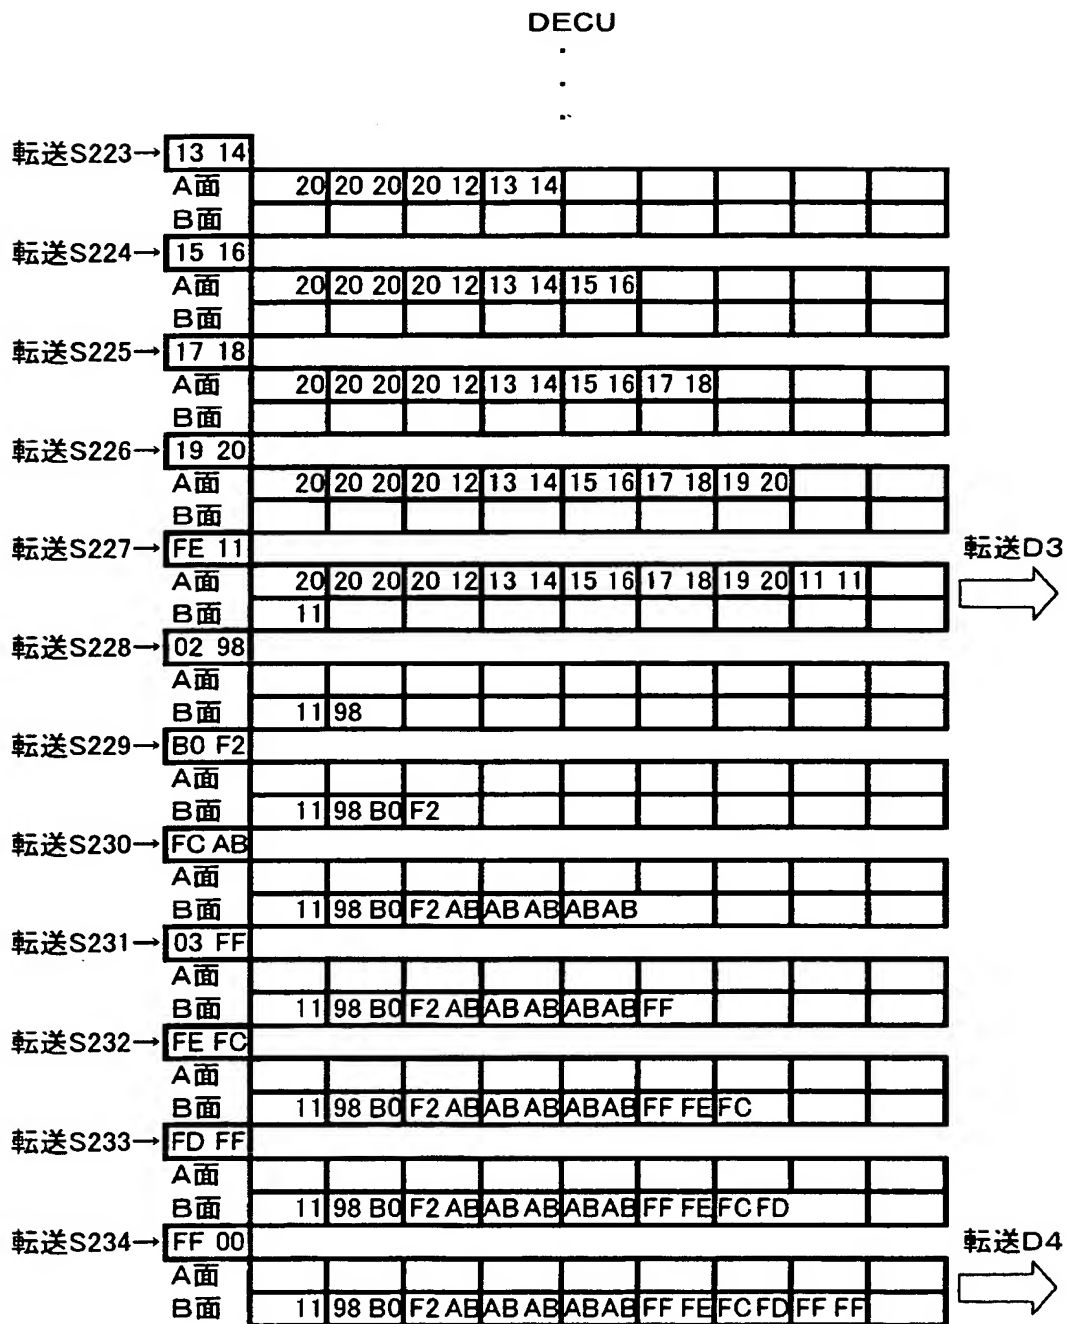 DECU
転送S223→ 13 14
A面 20 20 20 20 12 13 14
B面
転送S224→ 15 16
A面 20 20 20 20 12 13 14 15 16
B面
転送S225→ 17 18
A面 20 20 20 20 12 13 14 15 16 17 18
B面
転送S226→ 19 20
A面 20 20 20 20 12 13 14 15 16 17 18 19 20
B面
転送S227→ FE 11 転送D3
A面 20 20 20 20 12 13 14 15 16 17 18 19 20 11 11
B面 11
転送S228→ 02 98
A面
B面 11 98
転送S229→ B0 F2
A面
B面 11 98 B0 F2
転送S230→ FC AB
A面
B面 11 98 B0 F2 AB AB AB AB AB
転送S231→ 03 FF
A面
B面 11 98 B0 F2 AB AB AB AB AB FF
転送S232→ FE FC
A面
B面 11 98 B0 F2 AB AB AB AB AB FF FE FC
転送S233→ FD FF
A面
B面 11 98 B0 F2 AB AB AB AB AB FF FE FC FD
転送S234→ FF 00 転送D4
A面
B面 11 98 B0 F2 AB AB AB AB AB FF FE FC FD FF FF